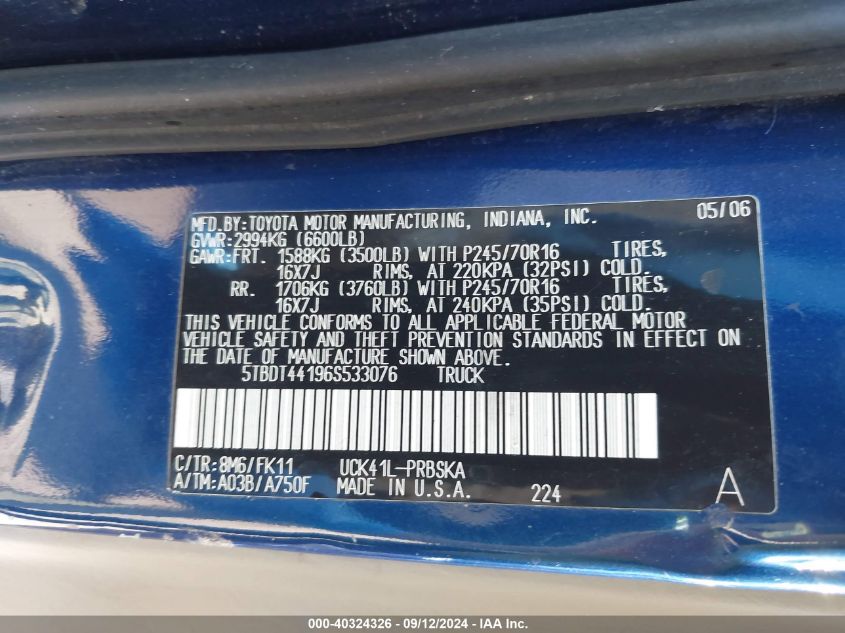 MFD.BY:TOYOTA MOTOR MANUFACTURING, INDIANA, INC. 05/06
GVWR:2994KG (6600LB)
GAWR:FRT. 1588KG (3500LB) WITH P245/70R16 TIRES,
16X7J RIMS, AT 220KPA (32PSI) COLD.
RR. 1706KG (3760LB) WITH P245/70R16 TIRES,
16X7J RIMS, AT 240KPA (35PSI) COLD.
THIS VEHICLE CONFORMS TO ALL APPLICABLE FEDERAL MOTOR
VEHICLE SAFETY AND THEFT PREVENTION STANDARDS IN EFFECT ON
THE DATE OF MANUFACTURE SHOWN ABOVE.
5TBDT44196S533076 TRUCK
C/TR:8M6/FK11 UCK41L-PRBSKA
A/TM:A03B/A750F MADE IN U.S.A. 224 A
000-40324326 - 09/12/2024 - IAA Inc.